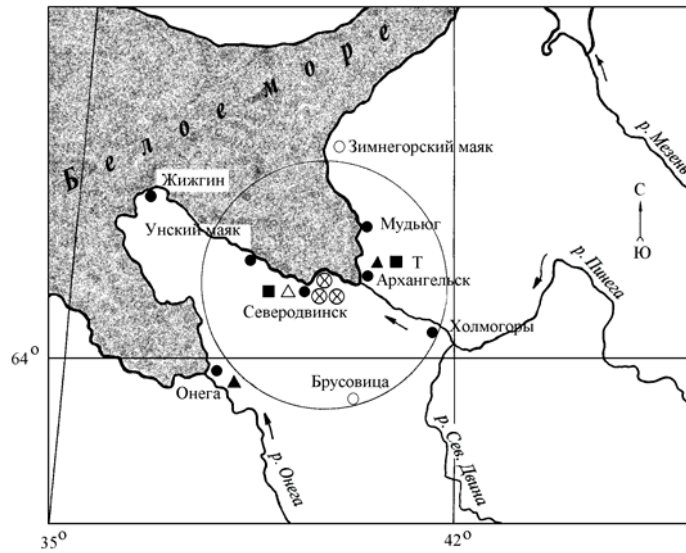 Белое море
Зимнегорский маяк
р. Мезень
Жижгин
С
Ю
Унский маяк
Мудьюг
Т
Архангельск
р. Пинега
Северодвинск
Холмогоры
64°
Брусовица
Онега
р. Онега
р. Сев. Двина
35°
42°